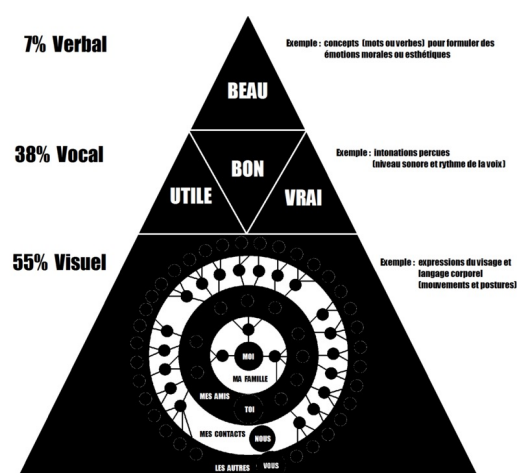 7% Verbal
Exemple : concepts (mots ou verbes) pour formuler des
émotions morales ou esthétiques
BEAU
38% Vocal
Exemple : intonations percues
(niveau sonore et rythme de la voix)
BON
UTILE
VRAI
55% Visuel
Exemple : expressions du visage et
langage corporel
(mouvements et postures)
MOI
MA FAMILLE
MES AMIS
TOI
MES CONTACTS
NOUS
LES AUTRES
VOUS